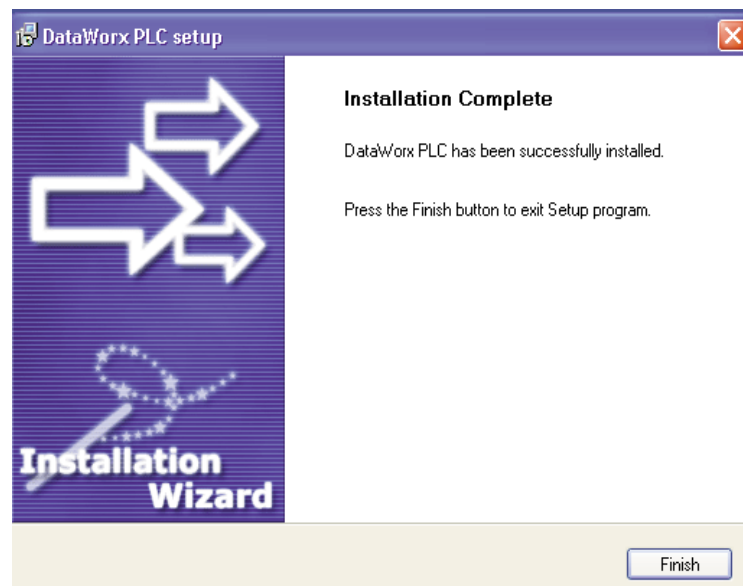 DataWorx PLC setup
Installation Complete
DataWorx PLC has been successfully installed.
Press the Finish button to exit Setup program.
Installation
Wizard
Finish